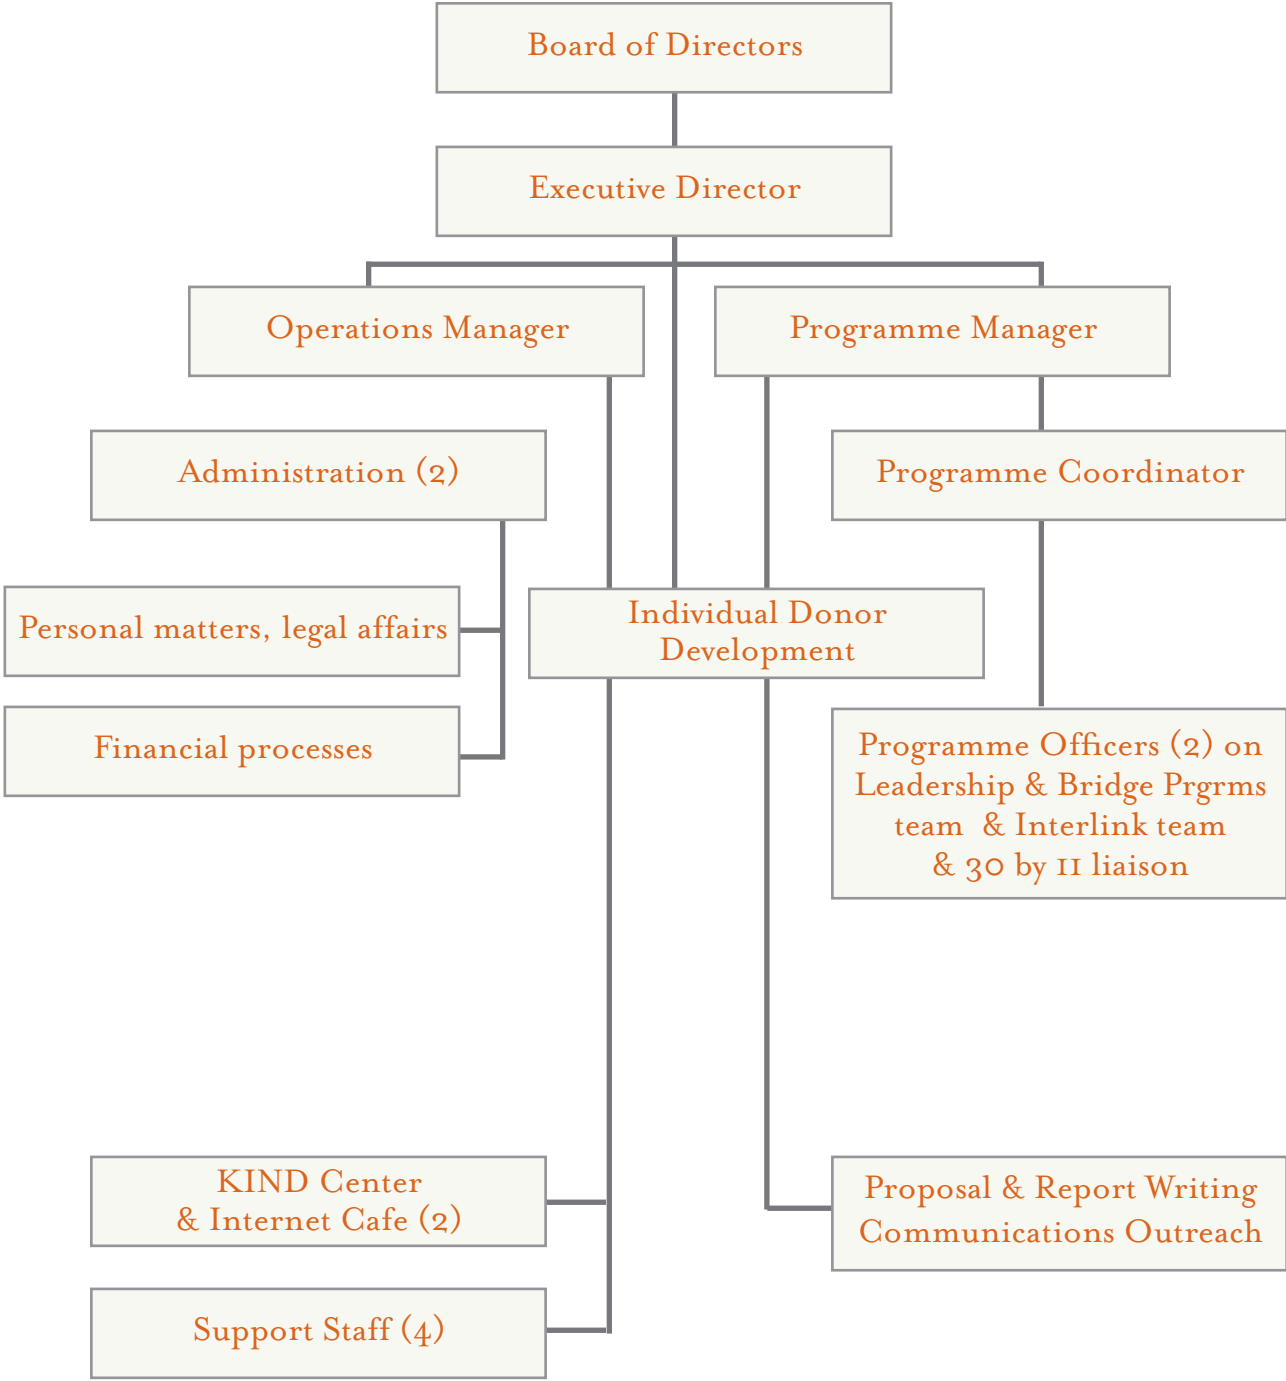 Board of Directors
Executive Director
Operations Manager
Programme Manager
Administration (2)
Programme Coordinator
Personal matters, legal affairs
Individual Donor
Development
Financial processes
Programme Officers (2) on
Leadership & Bridge Prgrms
team & Interlink team
& 30 by 11 liaison
KIND Center
& Internet Cafe (2)
Proposal & Report Writing
Communications Outreach
Support Staff (4)